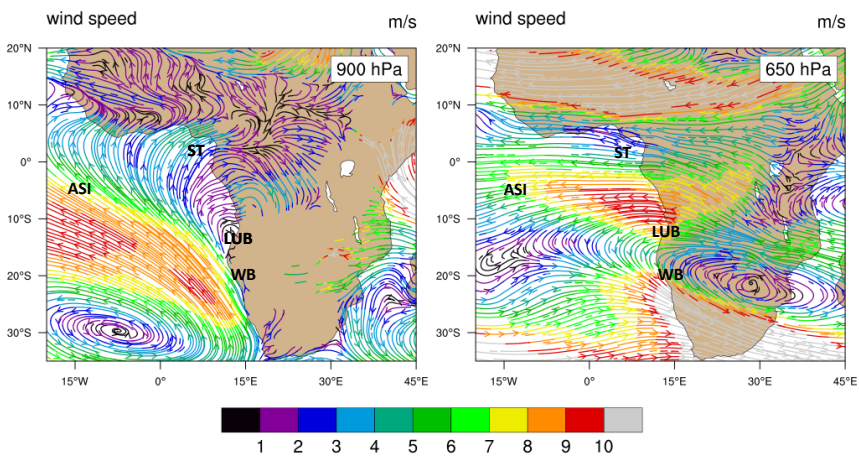 wind speed m/s
900 hPa
20°N
10°N
0°
10°S
20°S
30°S
15°W 0° 15°E 30°E 45°E
ST
ASI
LUB
WB
wind speed m/s
650 hPa
20°N
10°N
0°
10°S
20°S
30°S
15°W 0° 15°E 30°E 45°E
ST
ASI
LUB
WB
1 2 3 4 5 6 7 8 9 10